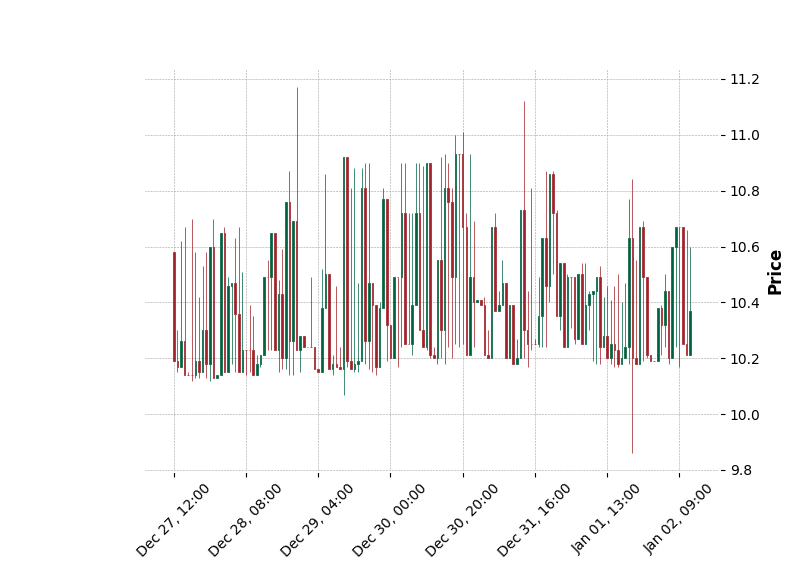 11.2
11.0
10.8
10.6
10.4
10.2
10.0
9.8
Price
Dec 27, 12:00
Dec 28, 08:00
Dec 29, 04:00
Dec 30, 00:00
Dec 30, 20:00
Dec 31, 16:00
Jan 01, 13:00
Jan 02, 09:00